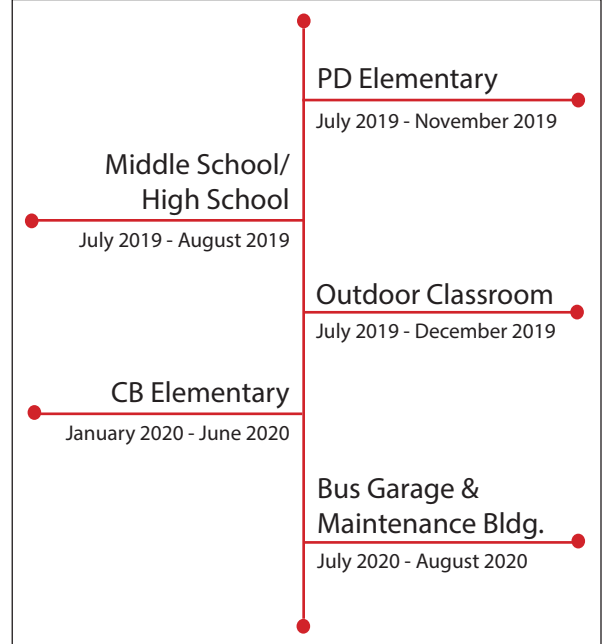 PD Elementary
July 2019 - November 2019
Middle School/
High School
July 2019 - August 2019
Outdoor Classroom
July 2019 - December 2019
CB Elementary
January 2020 - June 2020
Bus Garage &
Maintenance Bldg.
July 2020 - August 2020